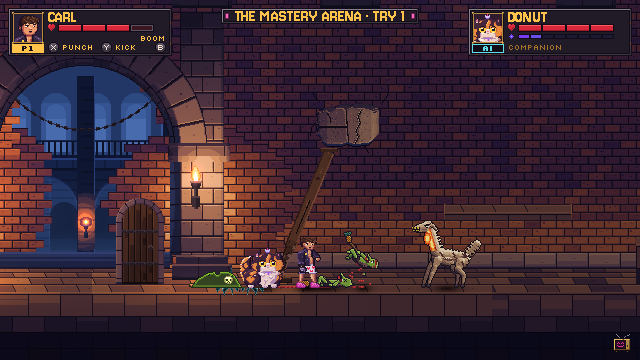 CARL
P1
X PUNCH Y KICK
BOOM
B
THE MASTERY ARENA · TRY 1
DONUT
AI
COMPANION